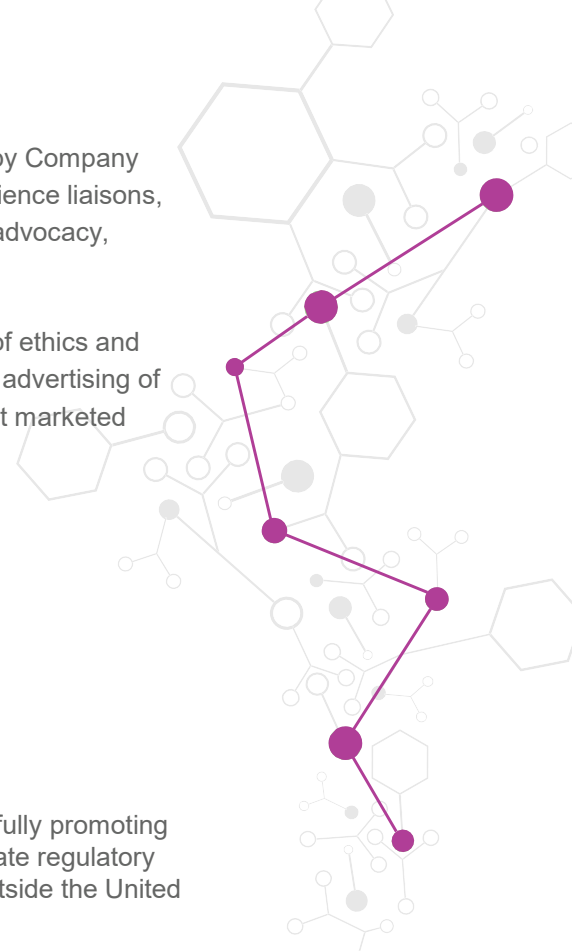 by Company
ience liaisons,
advocacy,
of ethics and
advertising of
t marketed
fully promoting
ate regulatory
tside the United